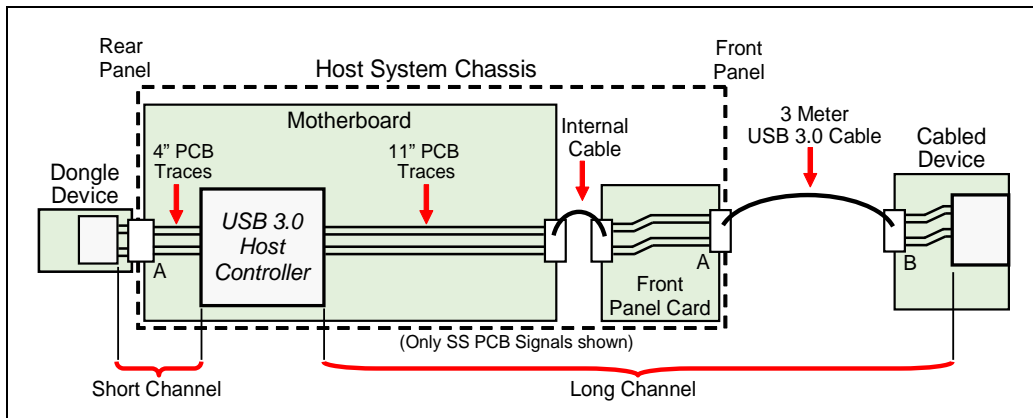 Rear
Panel
Host System Chassis
Front
Panel
Motherboard
4” PCB
Traces
11” PCB
Traces
Internal
Cable
3 Meter
USB 3.0 Cable
Cabled
Device
Dongle
Device
USB 3.0
Host
Controller
A
A
B
Front
Panel Card
(Only SS PCB Signals shown)
Short Channel
Long Channel